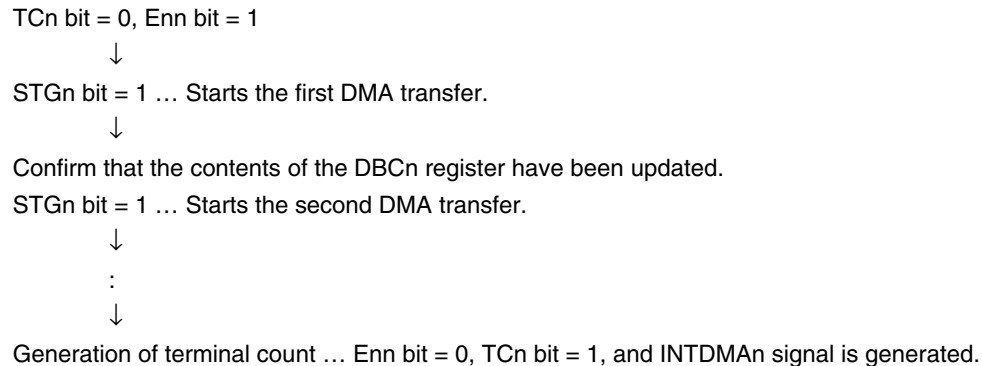 TCn bit = 0, Enn bit = 1
↓
STGn bit = 1 … Starts the first DMA transfer.
↓
Confirm that the contents of the DBCn register have been updated.
STGn bit = 1 … Starts the second DMA transfer.
↓
:
↓
Generation of terminal count … Enn bit = 0, TCn bit = 1, and INTDMAn signal is generated.